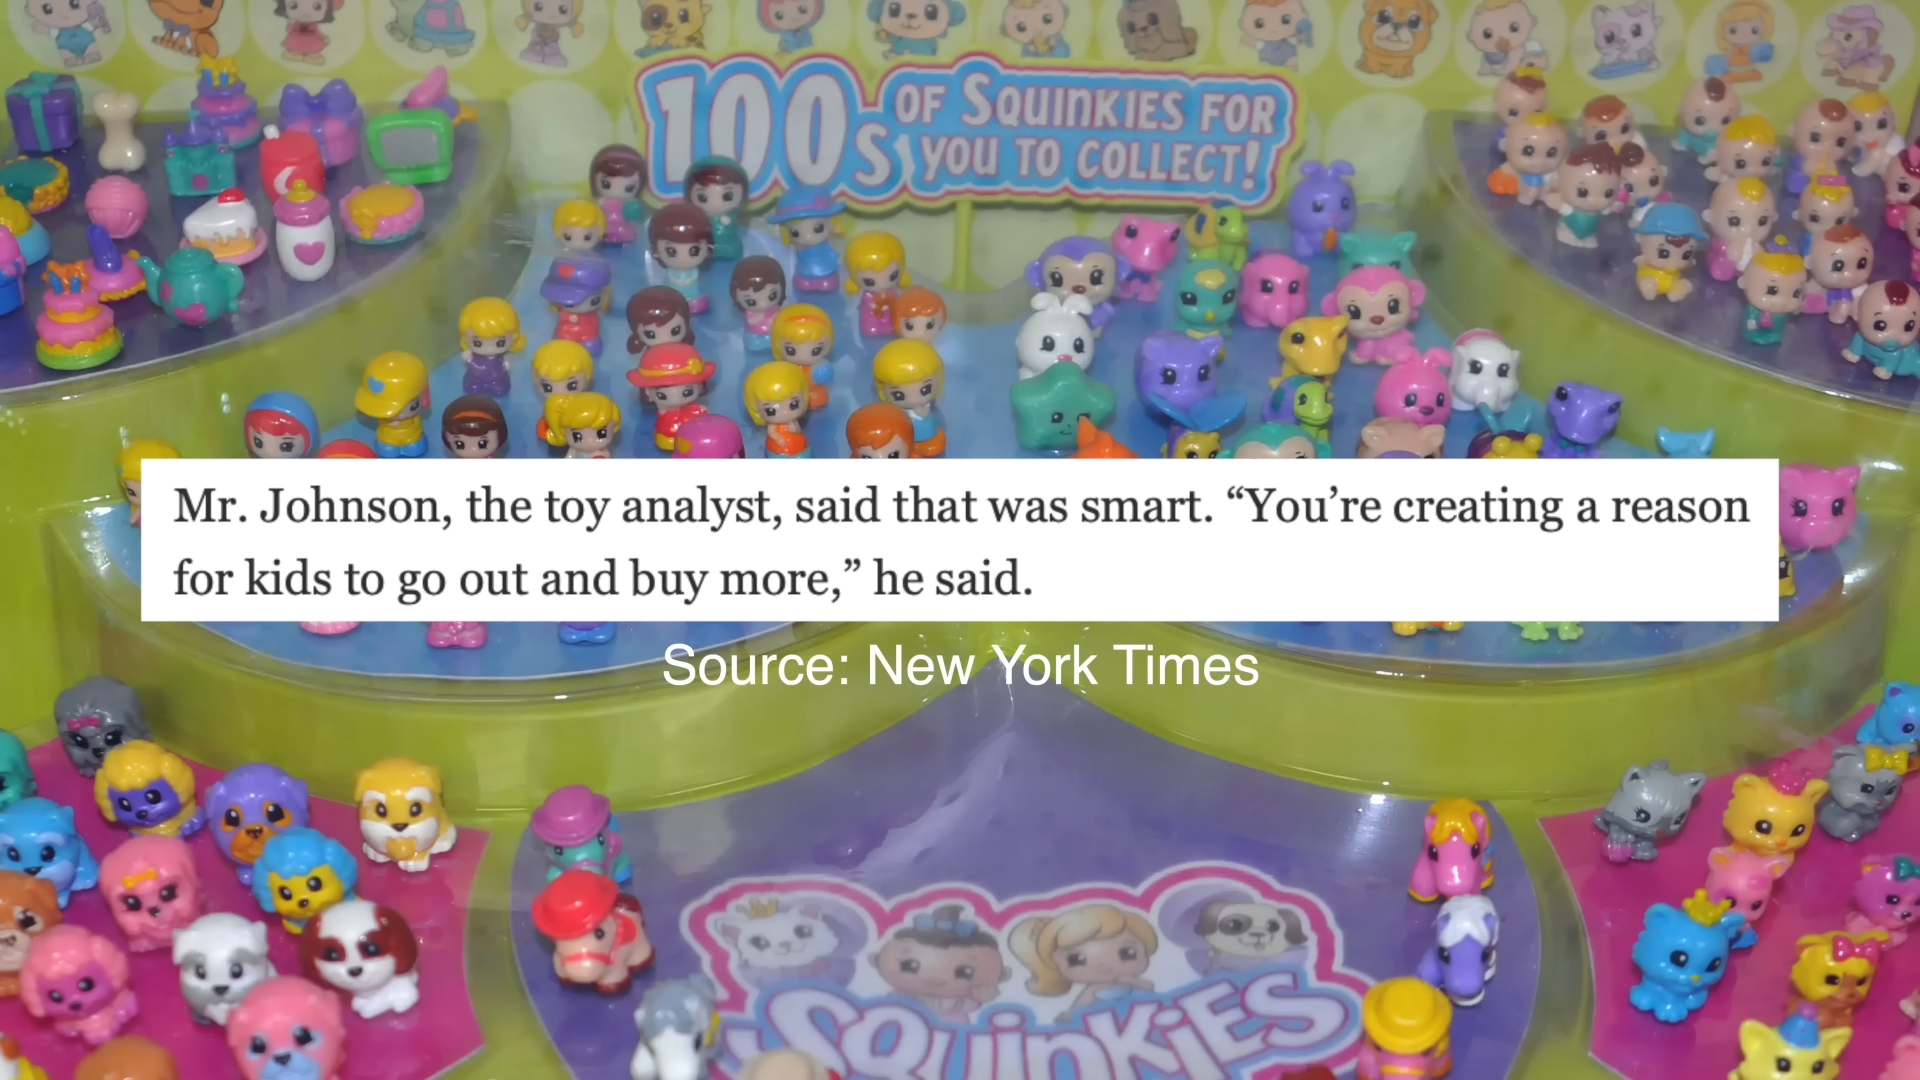 100s OF SQUINKIES FOR
YOU TO COLLECT!
Mr. Johnson, the toy analyst, said that was smart. “You’re creating a reason
for kids to go out and buy more,” he said.
Source: New York Times
SQUINKIES